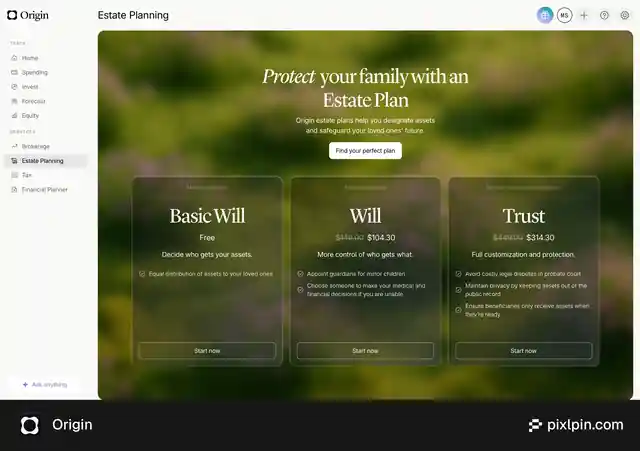 Origin
Estate Planning
MS
Home
Spending
Invest
Forecast
Equity
Brokerage
Estate Planning
Tax
Financial Planner
Ask anything
Protect your family with an
Estate Plan
Origin estate plans help you designate assets
and safeguard your loved ones' future.
Find your perfect plan
Basic Will
Free
Decide who gets your assets.
Equal distribution of assets to your loved ones
Start now
Will
$149.00 $104.30
More control of who gets what.
Appoint guardians for minor children
Choose someone to make your medical and
financial decisions if you are unable
Start now
Trust
$449.00 $314.30
Full customization and protection.
Avoid costly legal disputes in probate court
Maintain privacy by keeping assets out of the
public record
Ensure beneficiaries only recieve assets when
they're ready
Start now
Origin
pixlpin.com